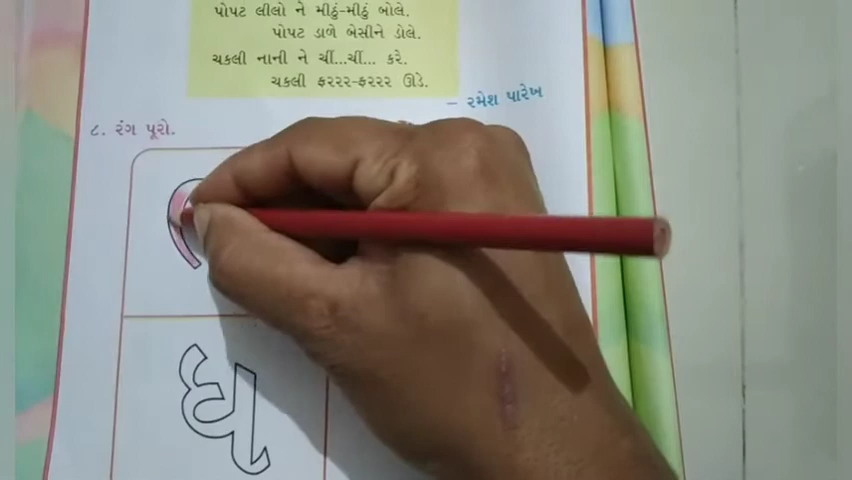 પોપટ લીલો ને મીઠું-મીઠું બોલે.
પોપટ ડાળે બેસીને ડોલે.
ચકલી નાની ને ચીં...ચીં... કરે.
ચકલી ફરરર-ફરરર ઊડે.
– રમેશ પારેખ
૮. રંગ પૂરો.
ઘ